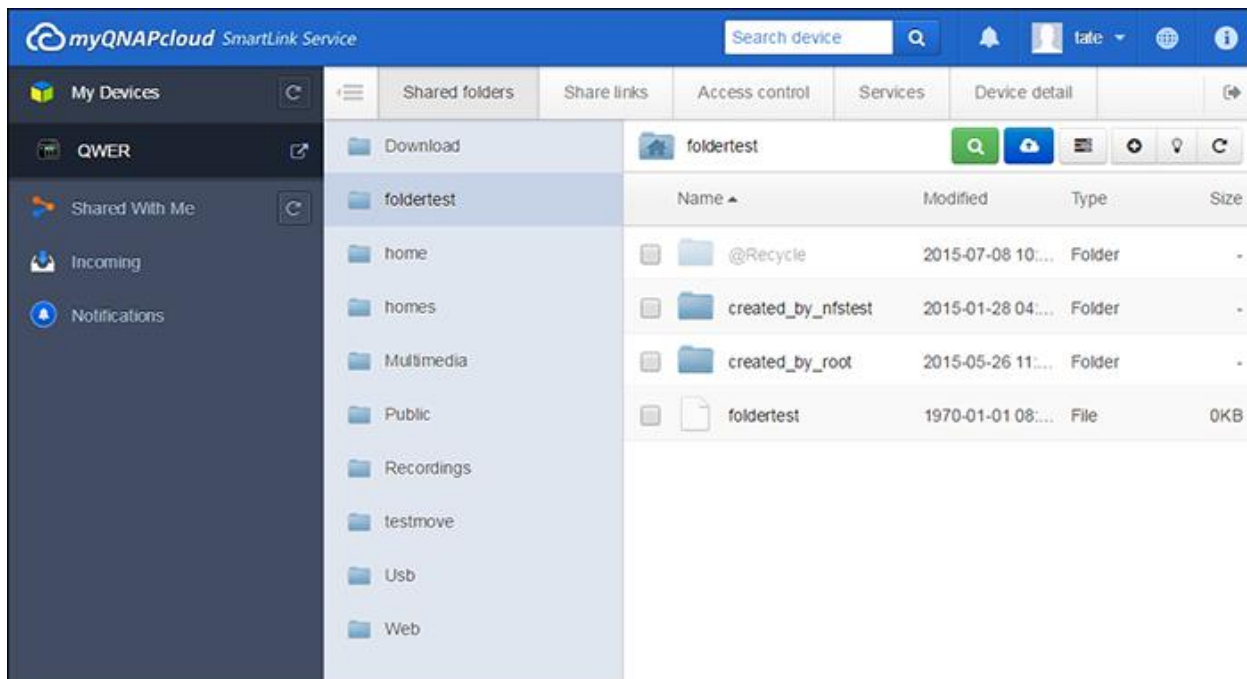 myQNAPcloud SmartLink Service Search device tate
My Devices Shared folders Share links Access control Services Device detail
QWER Download foldertest
foldertest Name Modified Type Size
Shared With Me home @Recycle 2015-07-08 10:... Folder -
Incoming homes created_by_nfstest 2015-01-28 04:... Folder -
Notifications Multimedia created_by_root 2015-05-26 11:... Folder -
Public foldertest 1970-01-01 08:... File 0KB
Recordings
testmove
Usb
Web